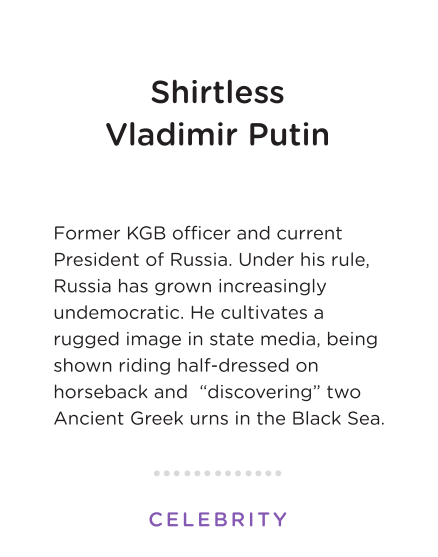 Shirtless
Vladimir Putin
Former KGB officer and current
President of Russia. Under his rule,
Russia has grown increasingly
undemocratic. He cultivates a
rugged image in state media, being
shown riding half-dressed on
horseback and  “discovering” two
Ancient Greek urns in the Black Sea.
CELEBRITY